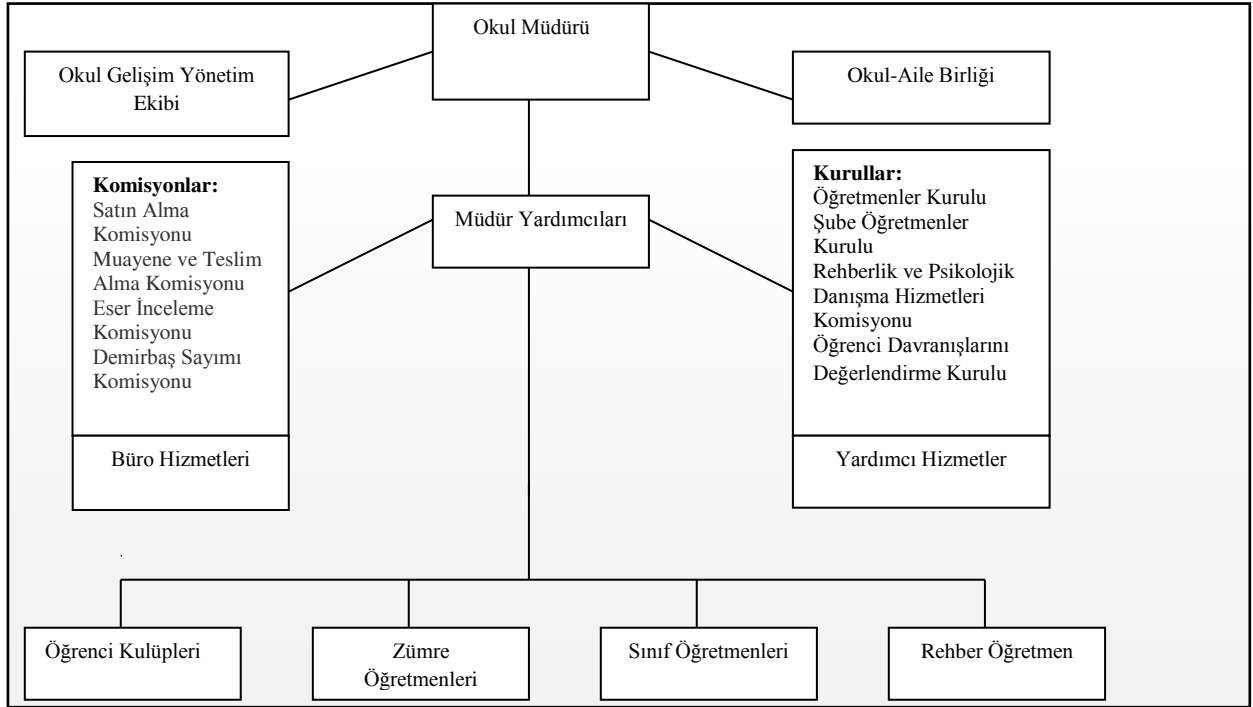 Okul Müdürü
Okul Gelişim Yönetim
Ekibi
Okul-Aile Birliği
Komisyonlar:
Satın Alma
Komisyonu
Muayene ve Teslim
Alma Komisyonu
Eser İnceleme
Komisyonu
Demirbaş Sayımı
Komisyonu
Müdür Yardımcıları
Kurullar:
Öğretmenler Kurulu
Şube Öğretmenler
Kurulu
Rehberlik ve Psikolojik
Danışma Hizmetleri
Komisyonu
Öğrenci Davranışlarını
Değerlendirme Kurulu
Büro Hizmetleri
Yardımcı Hizmetler
Öğrenci Kulüpleri
Zümre
Öğretmenleri
Sınıf Öğretmenleri
Rehber Öğretmen